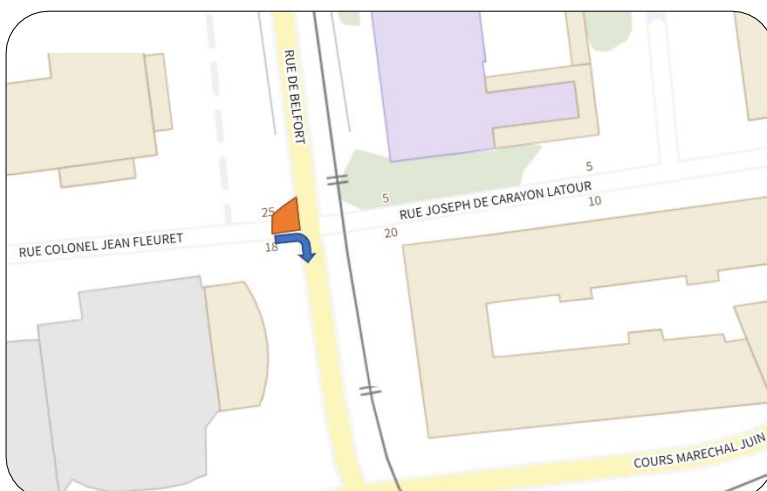 RUE DE BELFORT
5
5
RUE JOSEPH DE CARAYON LATOUR
10
25
20
RUE COLONEL JEAN FLEURET
18
COURS MARECHAL JUIN